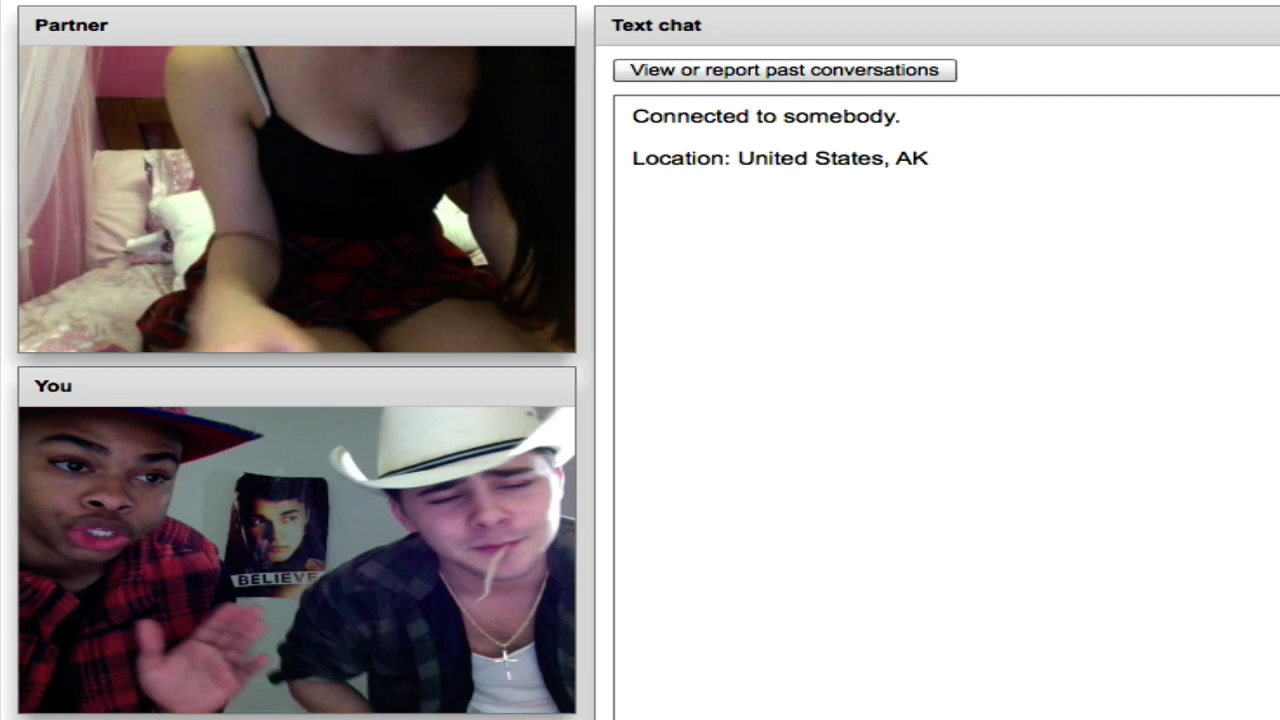 Partner
Text chat
View or report past conversations
Connected to somebody.
Location: United States, AK
You
BELIEVE